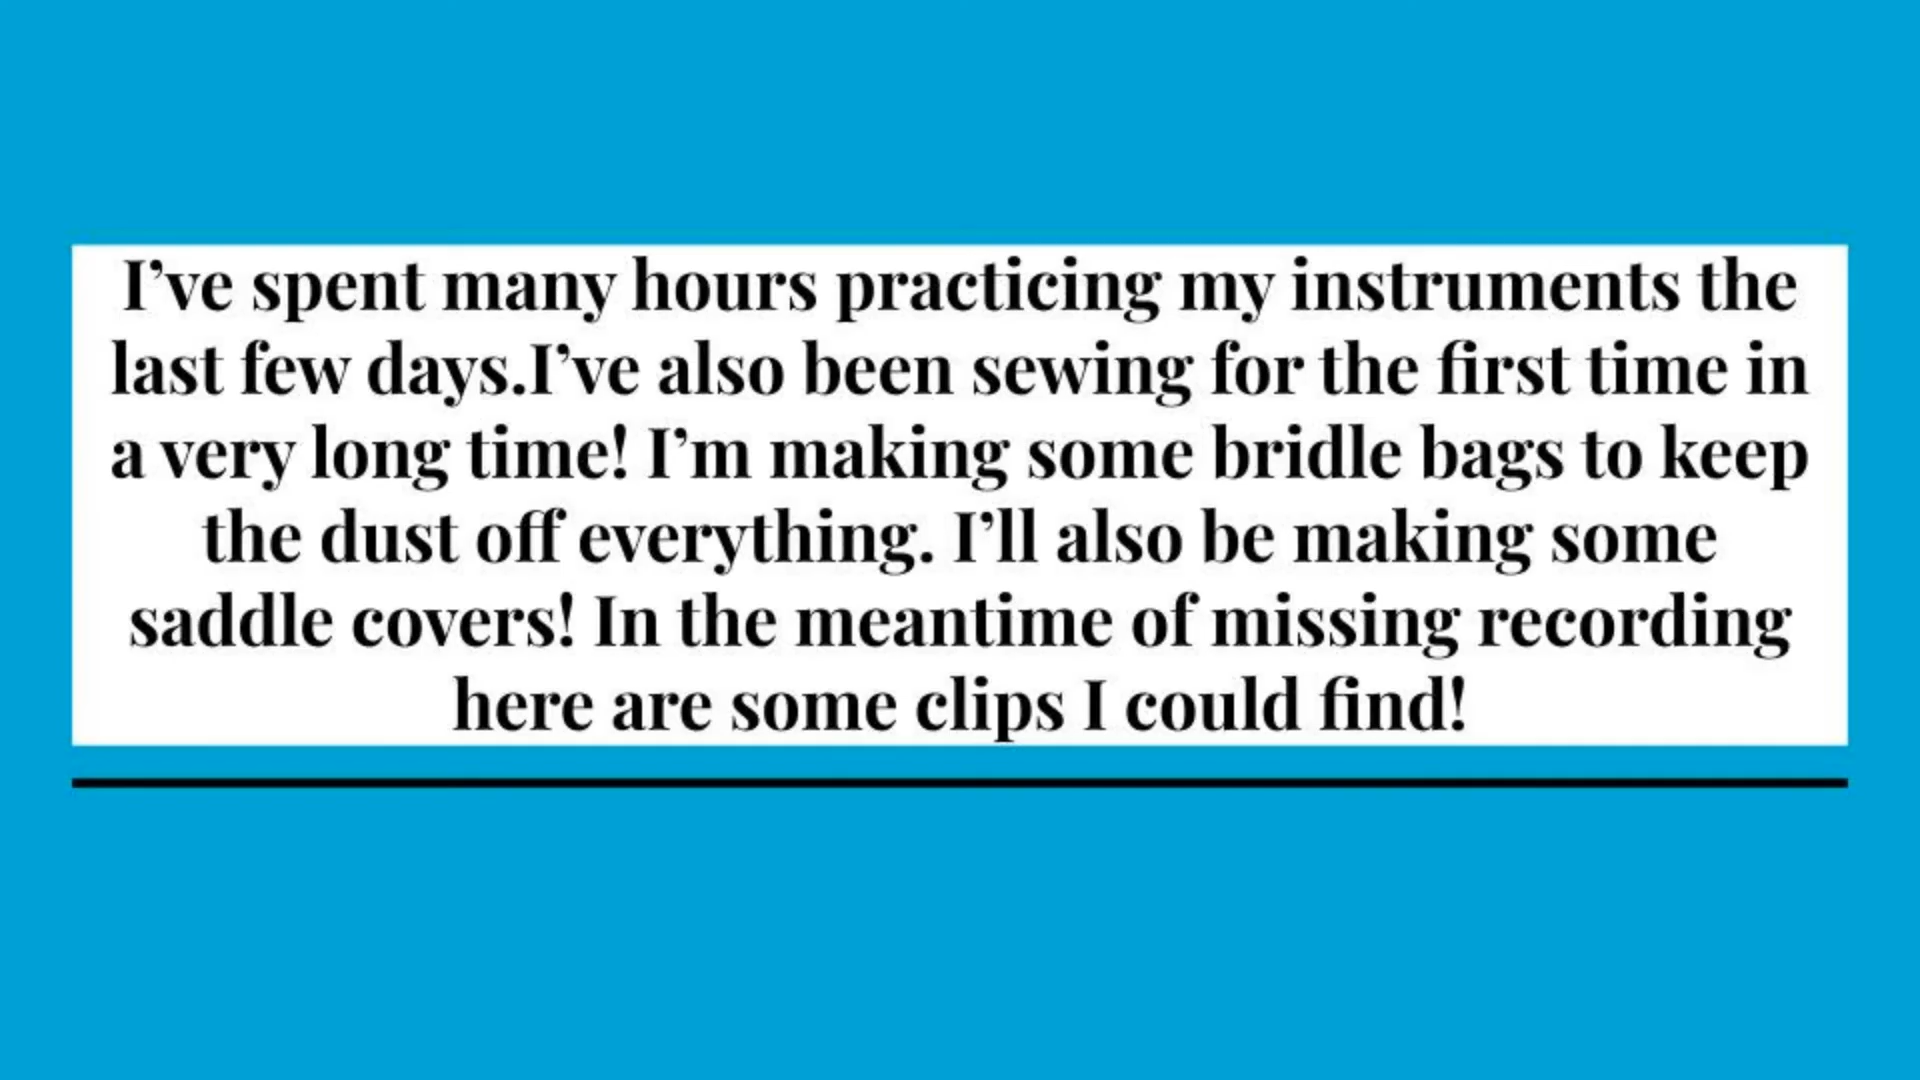 I’ve spent many hours practicing my instruments the
last few days.I’ve also been sewing for the first time in
a very long time! I’m making some bridle bags to keep
the dust off everything. I’ll also be making some
saddle covers! In the meantime of missing recording
here are some clips I could find!